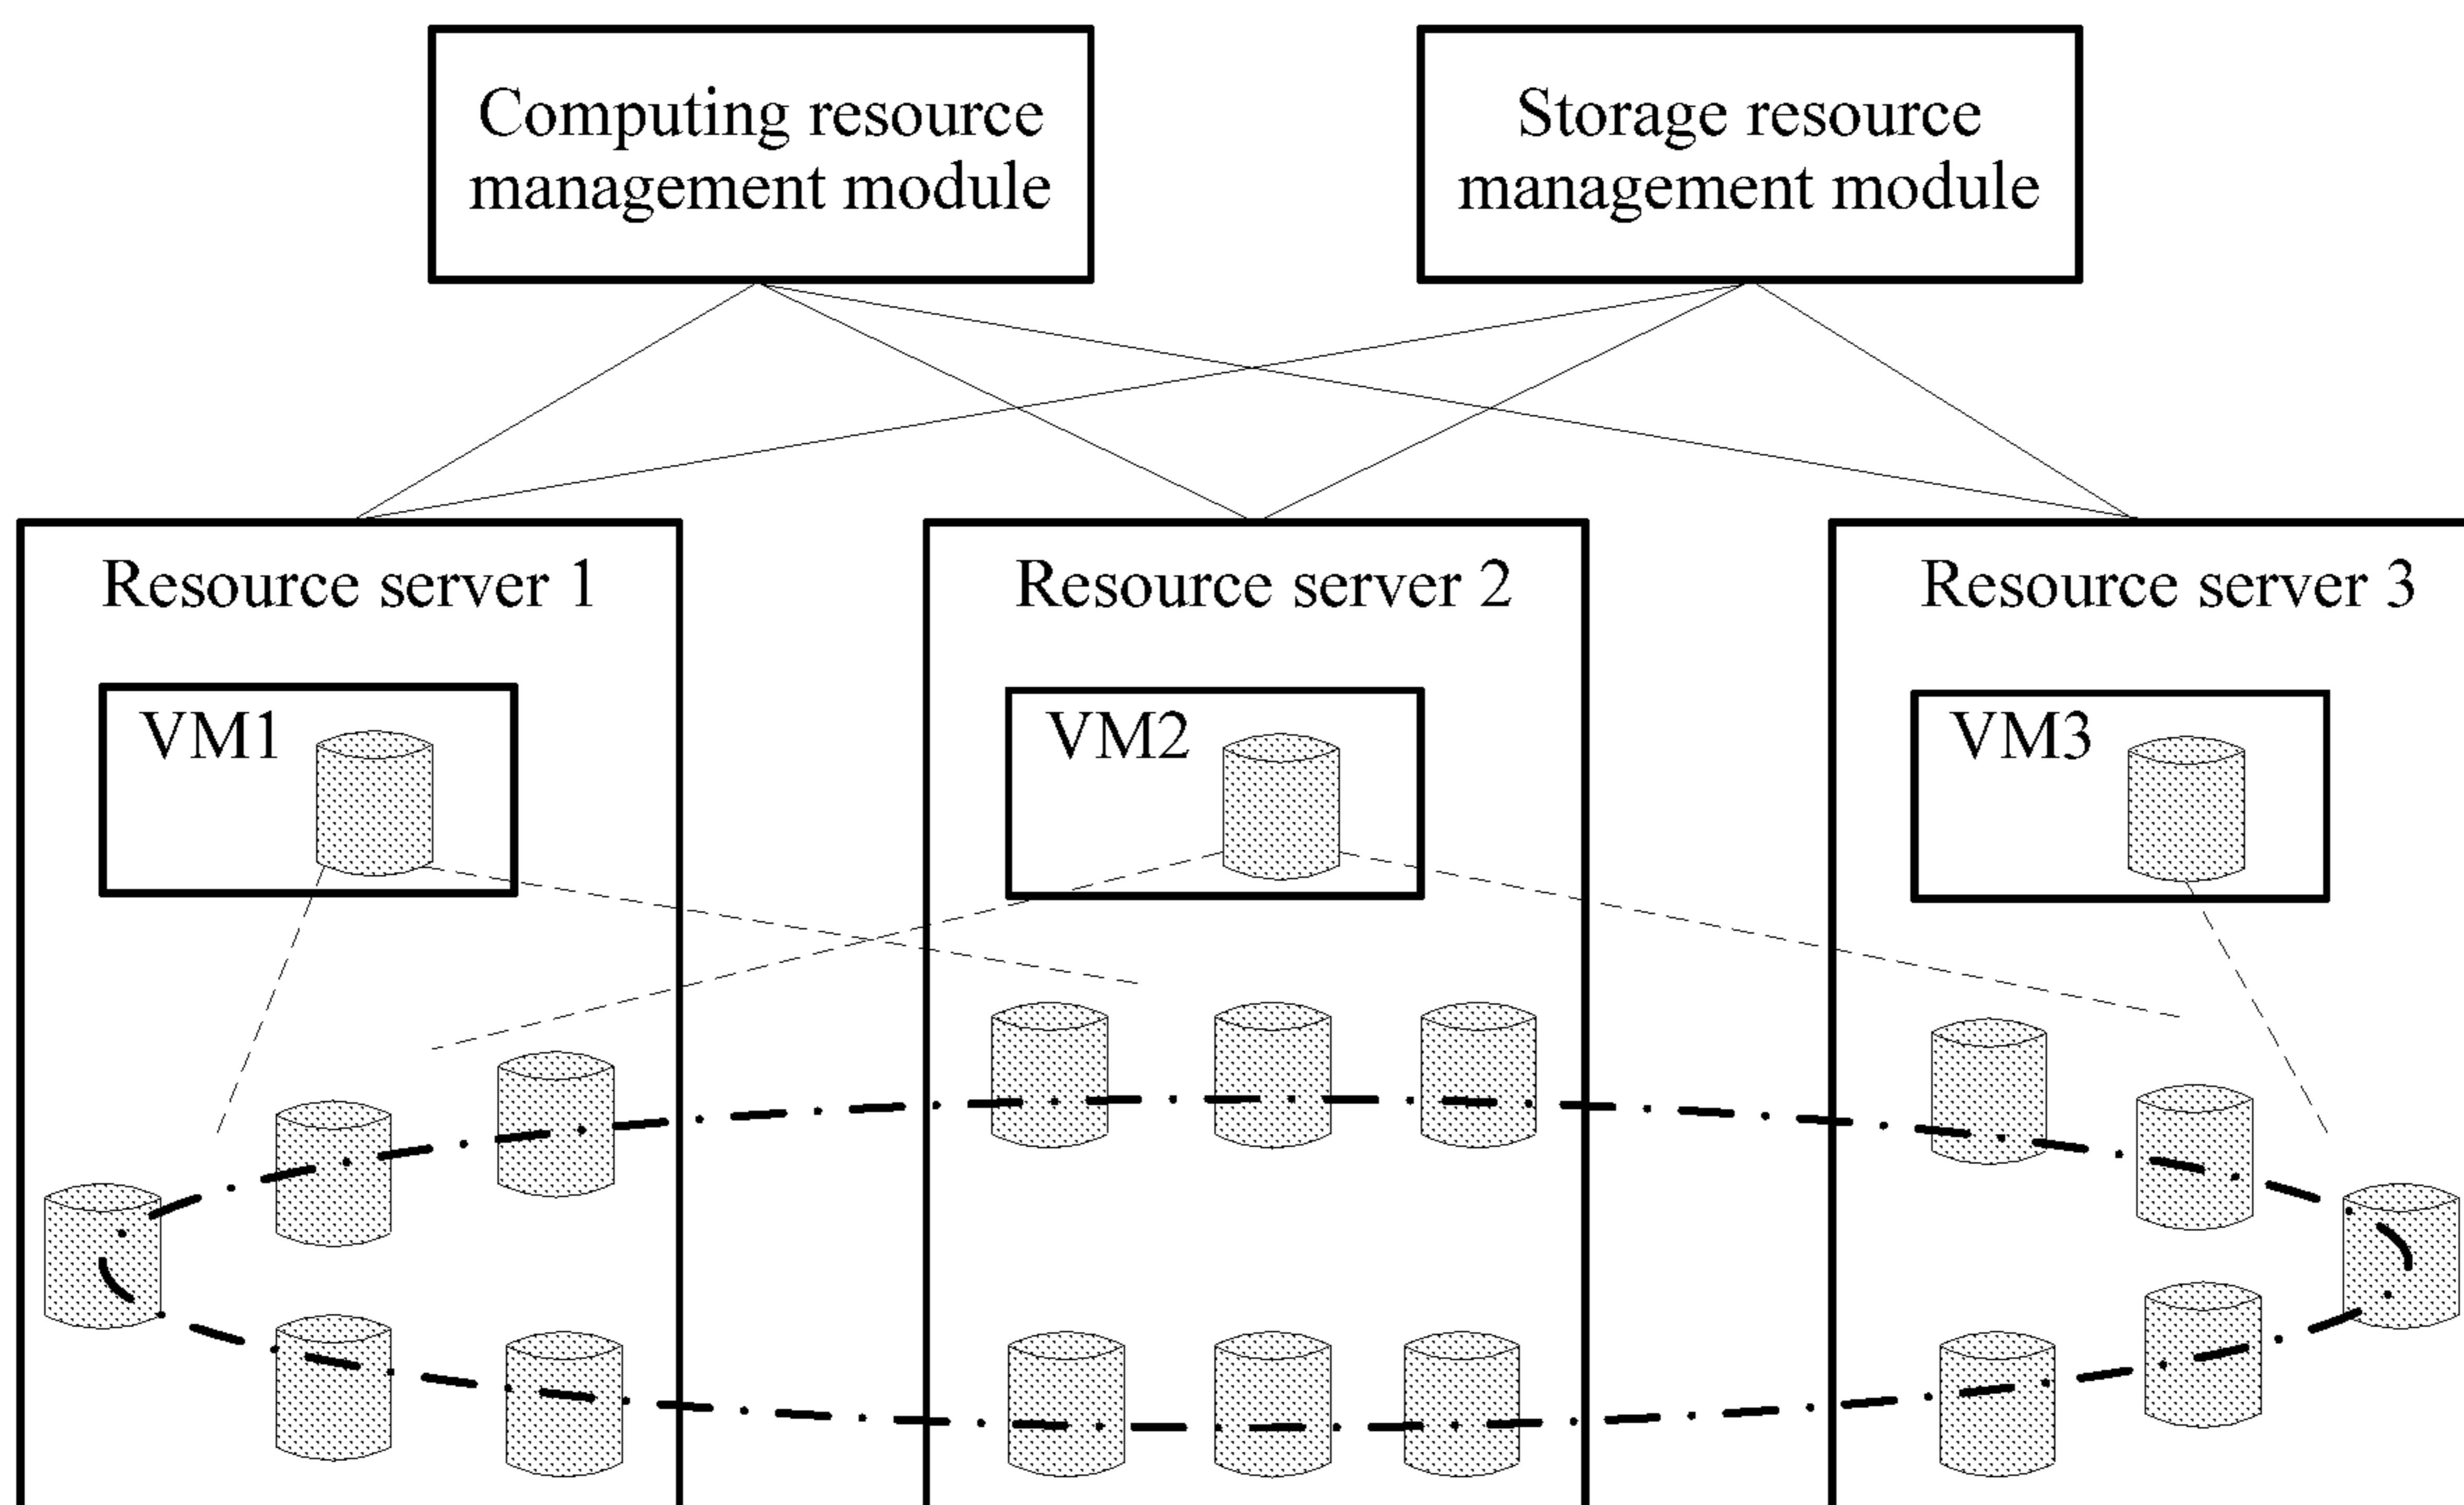 Computing resource
management module
Storage resource
management module
Resource server 1
Resource server 2
Resource server 3
VM1
VM2
VM3